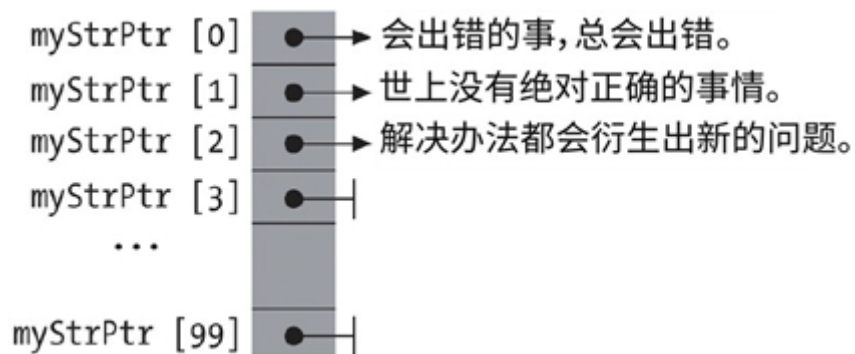 myStrPtr [0] 会出错的事，总会出错。
myStrPtr [1] 世上没有绝对正确的事情。
myStrPtr [2] 解决办法都会衍生出新的问题。
myStrPtr [3]
...
myStrPtr [99]